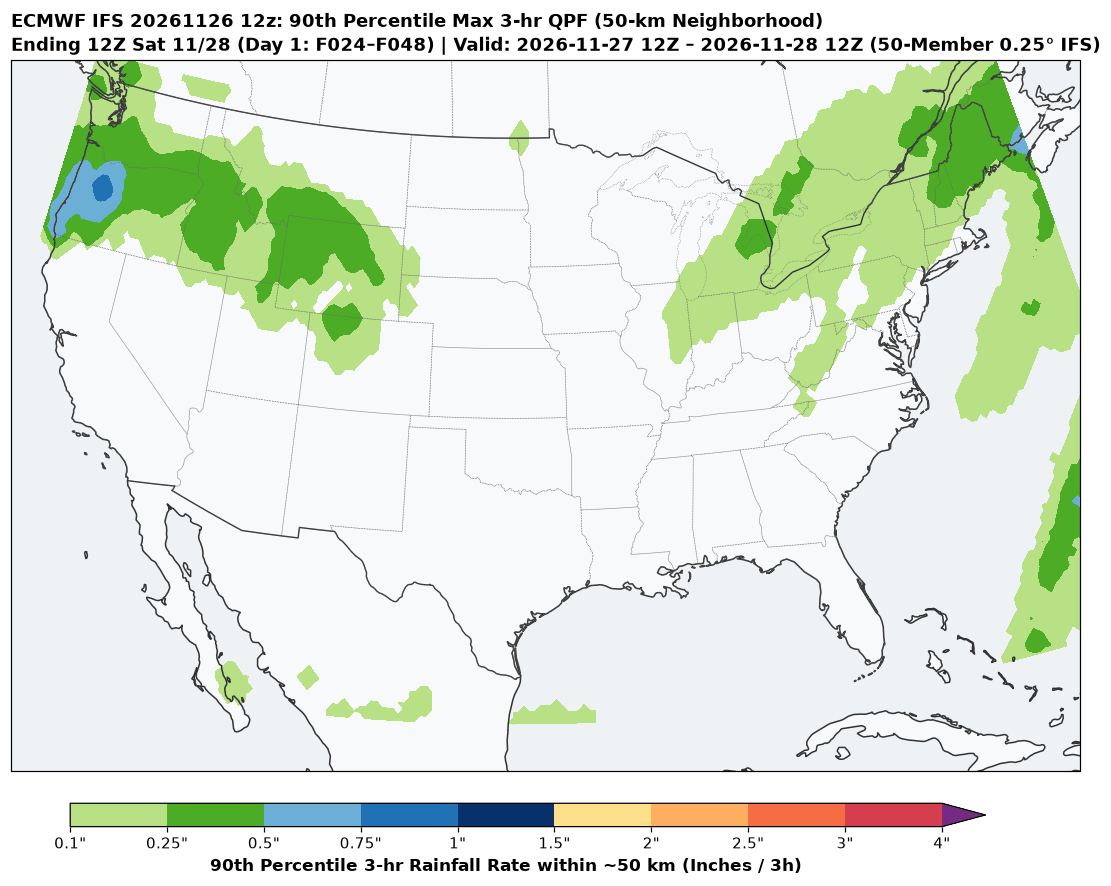 ECMWF IFS 20261126 12z: 90th Percentile Max 3-hr QPF (50-km Neighborhood)
Ending 12Z Sat 11/28 (Day 1: F024–F048) | Valid: 2026-11-27 12Z – 2026-11-28 12Z (50-Member 0.25° IFS)
0.1" 0.25" 0.5" 0.75" 1" 1.5" 2" 2.5" 3" 4"
90th Percentile 3-hr Rainfall Rate within ~50 km (Inches / 3h)